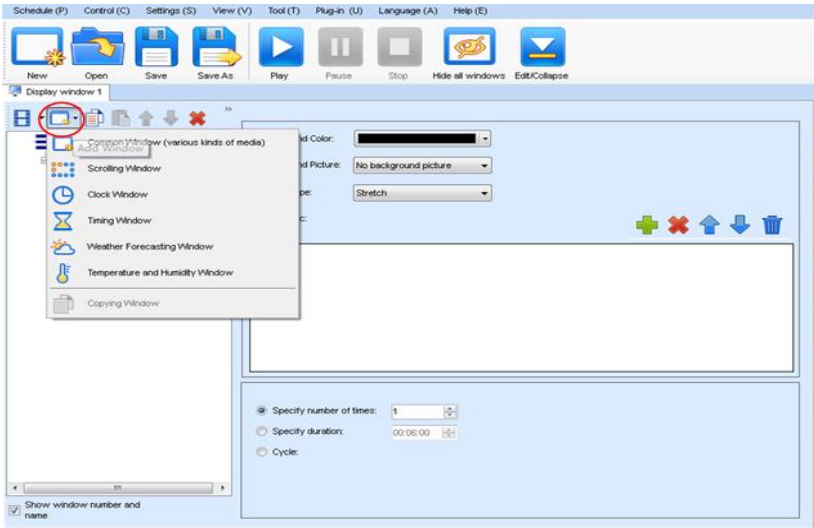 Schedule (P) Control (C) Settings (S) View (V) Tool (T) Plug-in (U) Language (A) Help (E)
New Open Save Save As Play Pause Stop Hide all windows Edit/Collapse
Display window 1
»
Common Window (various kinds of media)
Add Window
Scrolling Window
Clock Window
Timing Window
Weather Forecasting Window
Temperature and Humidity Window
Copying Window
Color:
Picture: No background picture
Stretch
Specify number of times: 1
Specify duration: 00:06:00
Cycle:
Show window number and
name